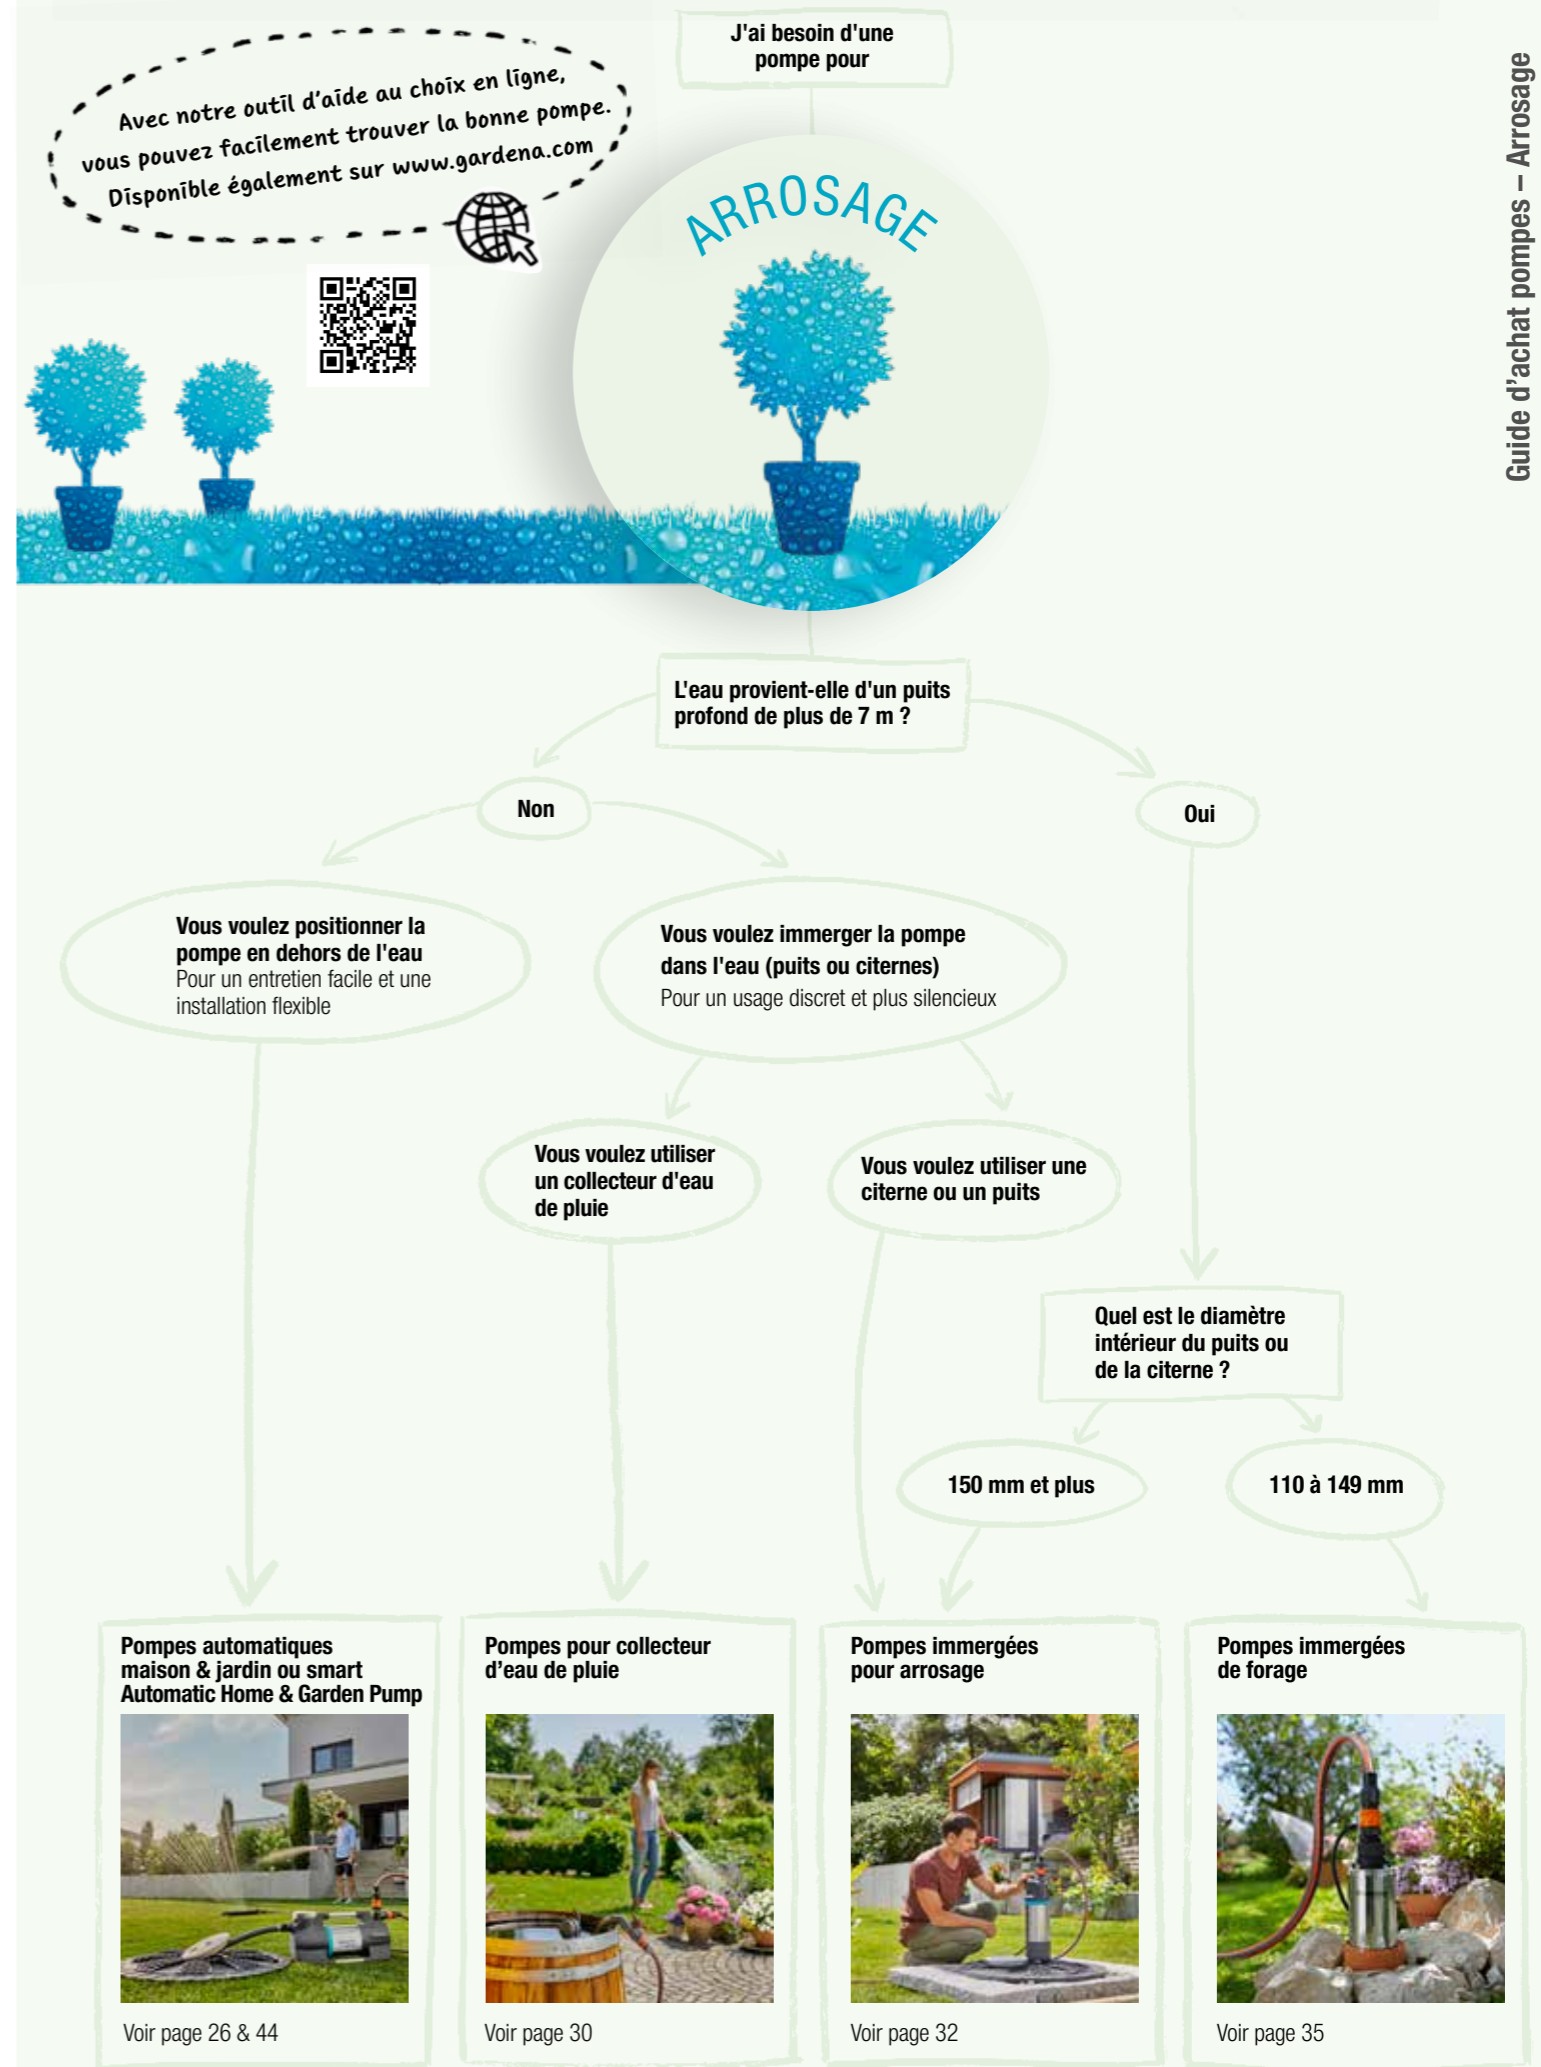 J'ai besoin d'une
pompe pour
Avec notre outil d'aide au choix en ligne,
vous pouvez facilement trouver la bonne pompe.
Disponible également sur www.gardena.com
ARROSAGE
Guide d'achat pompes – Arrosage
L'eau provient-elle d'un puits
profond de plus de 7 m ?
Non
Oui
Vous voulez positionner la
pompe en dehors de l'eau
Pour un entretien facile et une
installation flexible
Vous voulez immerger la pompe
dans l'eau (puits ou citernes)
Pour un usage discret et plus silencieux
Vous voulez utiliser
un collecteur d'eau
de pluie
Vous voulez utiliser une
citerne ou un puits
Quel est le diamètre
intérieur du puits ou
de la citerne ?
150 mm et plus
110 à 149 mm
Pompes automatiques
maison & jardin ou smart
Automatic Home & Garden Pump
Voir page 26 & 44
Pompes pour collecteur
d’eau de pluie
Voir page 30
Pompes immergées
pour arrosage
Voir page 32
Pompes immergées
de forage
Voir page 35